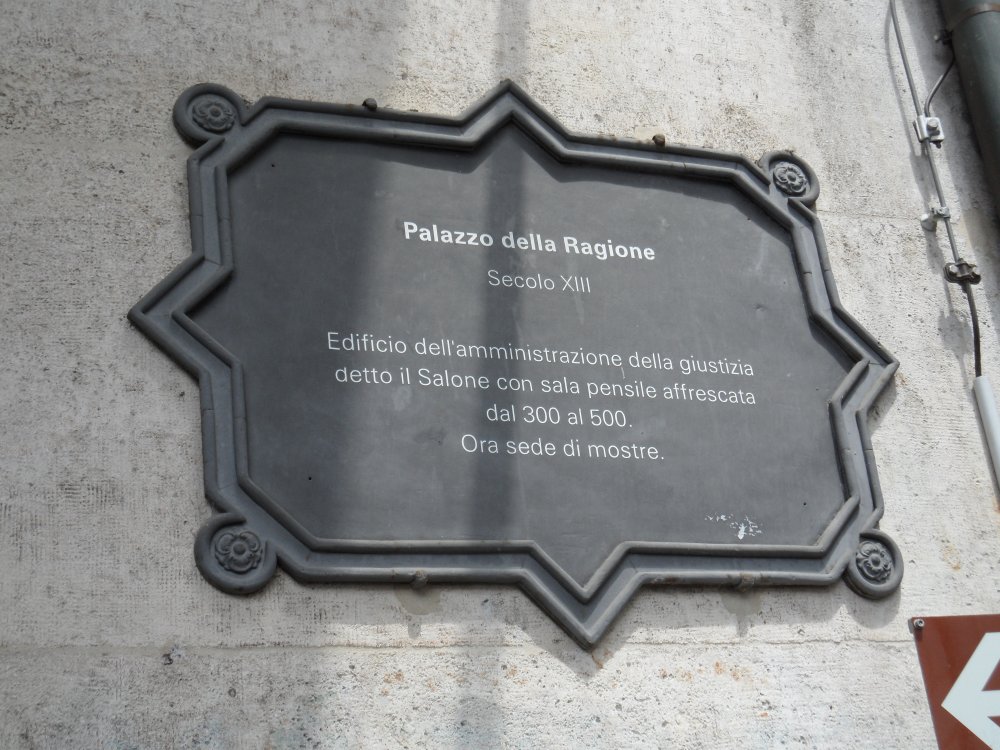 Palazzo della Ragione
Secolo XIII
Edificio dell'amministrazione della giustizia
detto il Salone con sala pensile affrescata
dal 300 al 500.
Ora sede di mostre.